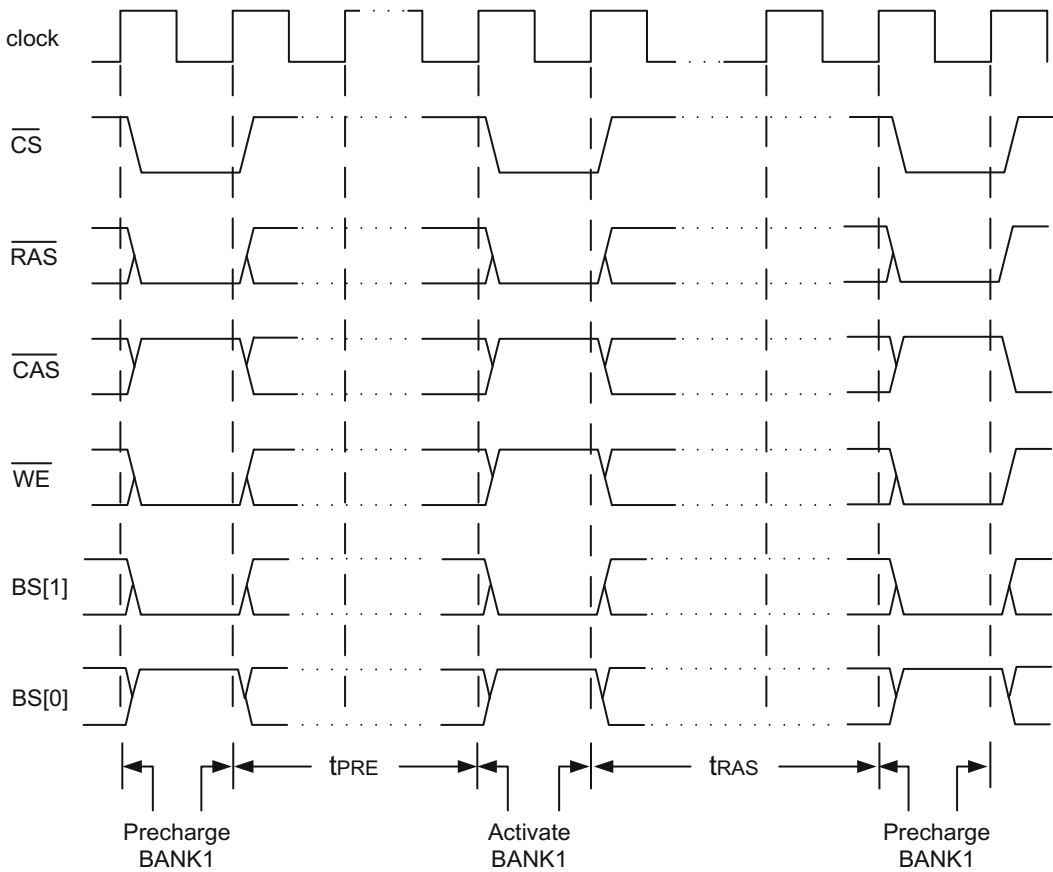 clock
CS
RAS
CAS
WE
BS[1]
BS[0]
tPRE
tRAS
Precharge
BANK1
Activate
BANK1
Precharge
BANK1